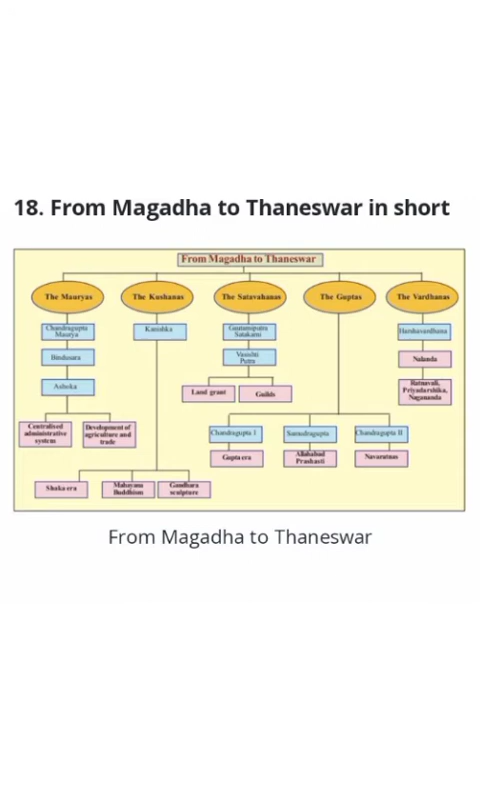 18. From Magadha to Thaneswar in short
From Magadha to Thaneswar
The Mauryas
The Kushanas
The Satavahanas
The Guptas
The Vardhanas
Chandragupta
Maurya
Bindusara
Ashoka
Centralised
administrative
system
Development of
agriculture and
trade
Kanishka
Shaka era
Mahayana
Buddhism
Gandhara
sculpture
Gautamiputra
Satakarni
Vasishti
Putra
Land grant
Guilds
Chandragupta I
Gupta era
Samudragupta
Allahabad
Prashasti
Chandragupta II
Navaratnas
Harshavardhana
Nalanda
Ratnavali,
Priyadarshika,
Nagananda
From Magadha to Thaneswar